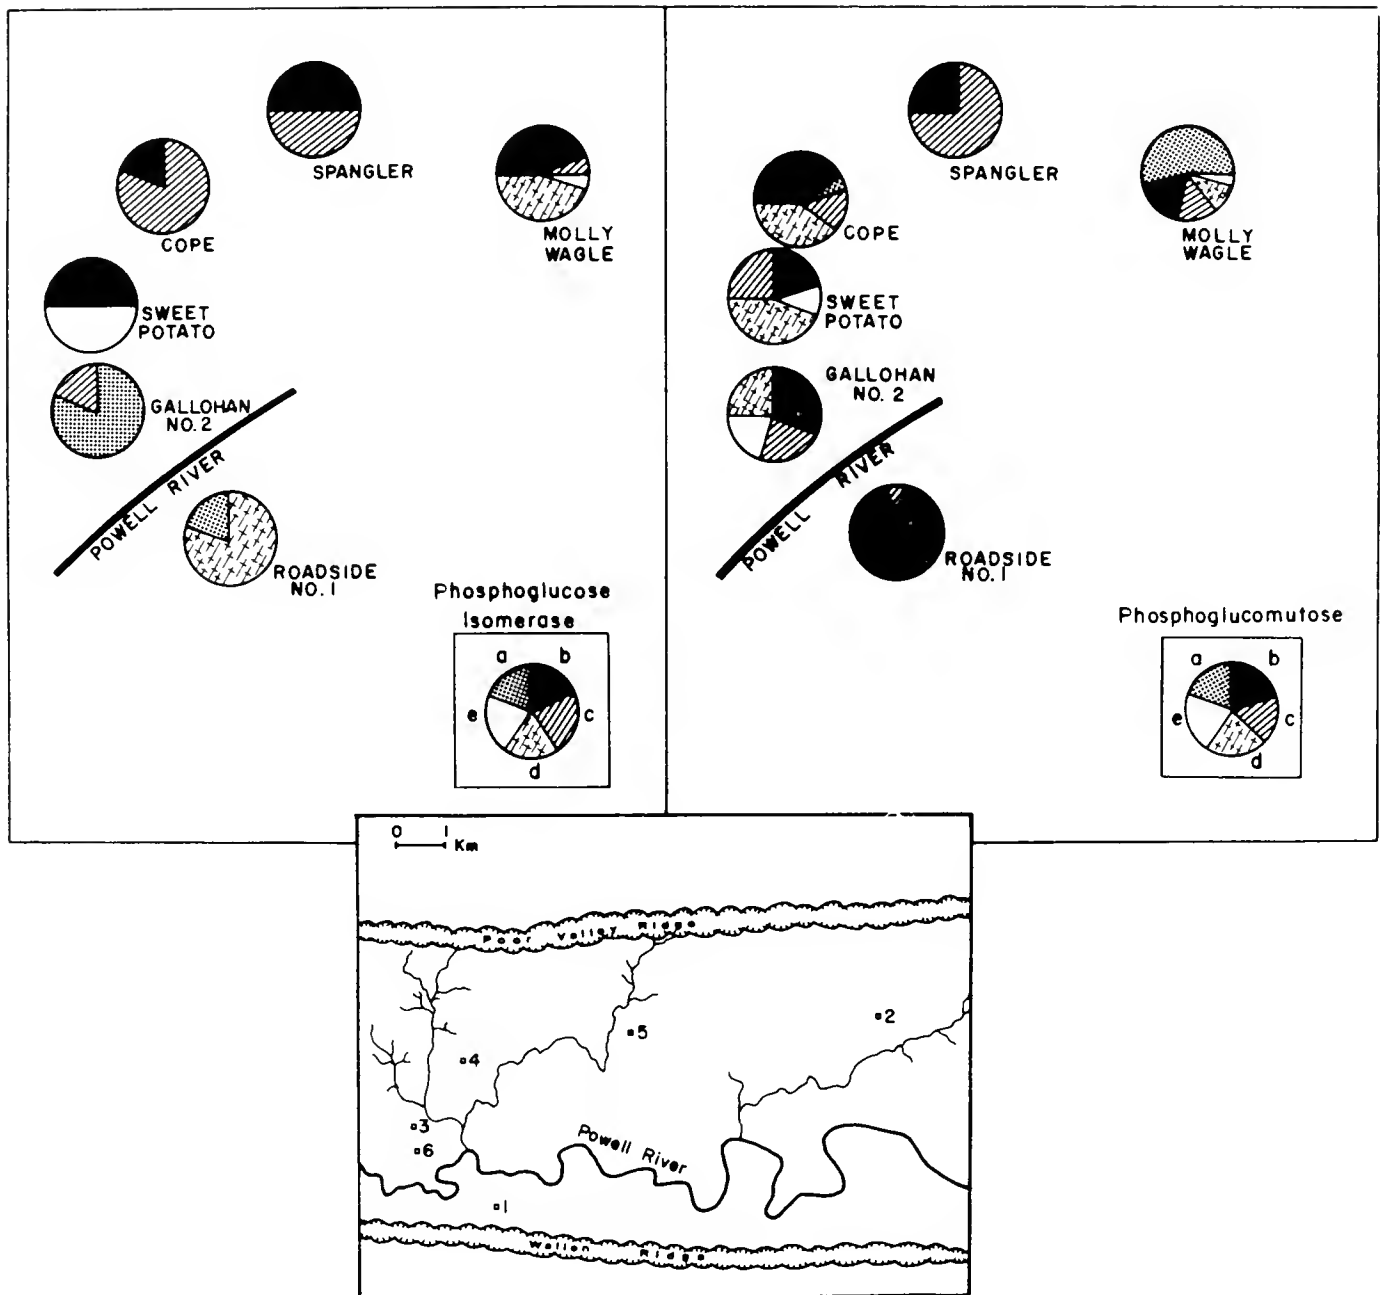 SPANGLER
COPE
MOLLY
WAGLE
SWEET
POTATO
GALLOHAN
NO.2
POWELL RIVER
ROADSIDE
NO.1
Phosphoglucose
Isomerase
a b
e c
d
SPANGLER
COPE
MOLLY
WAGLE
SWEET
POTATO
GALLOHAN
NO. 2
POWELL RIVER
ROADSIDE
NO.1
Phosphoglucomutose
a b
e c
d
0 1
Km
Poor Valley Ridge
2
5
4
3
6
Powell River
1
Wallen Ridge